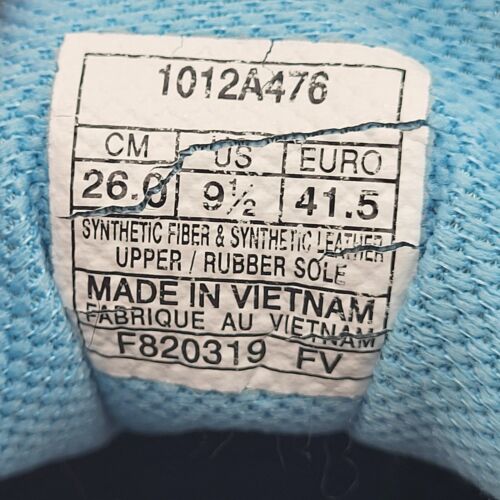 1012A476
CM US EURO
26.0 9½ 41.5
SYNTHETIC FIBER & SYNTHETIC LEATHER
UPPER / RUBBER SOLE
MADE IN VIETNAM
FABRIQUE AU VIETNAM
F820319 FV